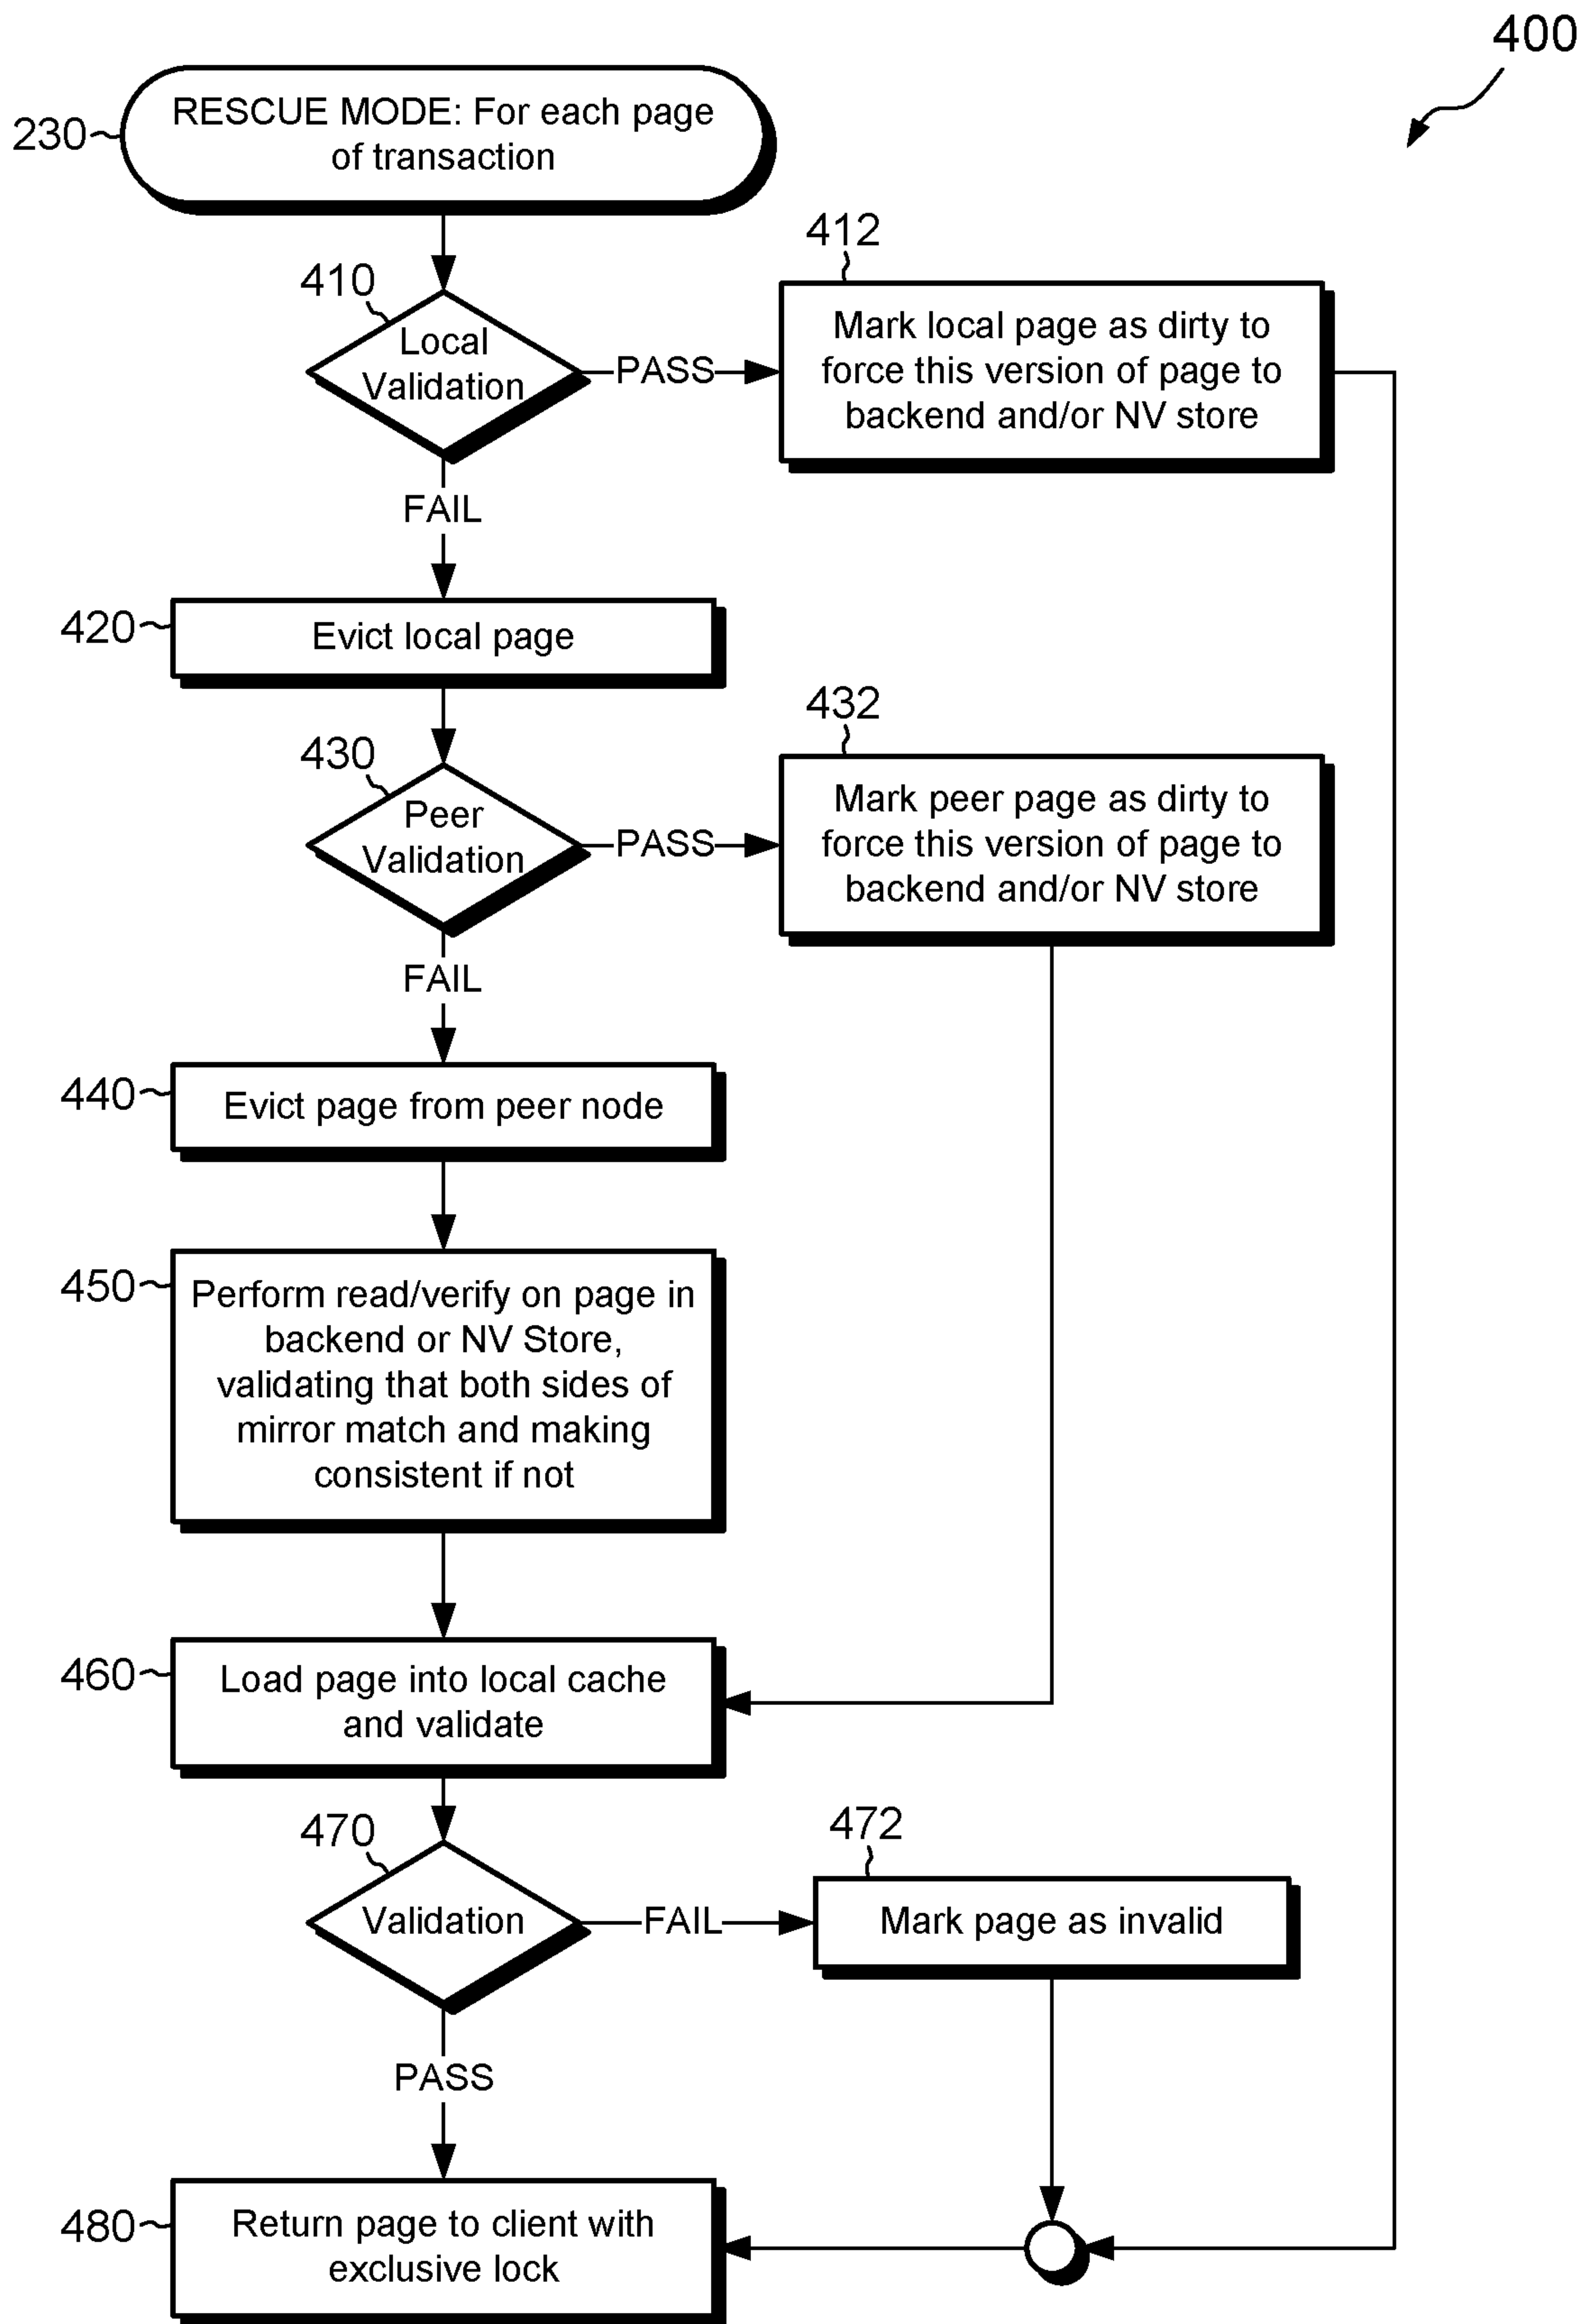 400
230
RESCUE MODE: For each page
of transaction
410
Local
Validation
PASS
412
Mark local page as dirty to
force this version of page to
backend and/or NV store
FAIL
420
Evict local page
430
Peer
Validation
PASS
432
Mark peer page as dirty to
force this version of page to
backend and/or NV store
FAIL
440
Evict page from peer node
450
Perform read/verify on page in
backend or NV Store,
validating that both sides of
mirror match and making
consistent if not
460
Load page into local cache
and validate
470
Validation
FAIL
472
Mark page as invalid
PASS
480
Return page to client with
exclusive lock